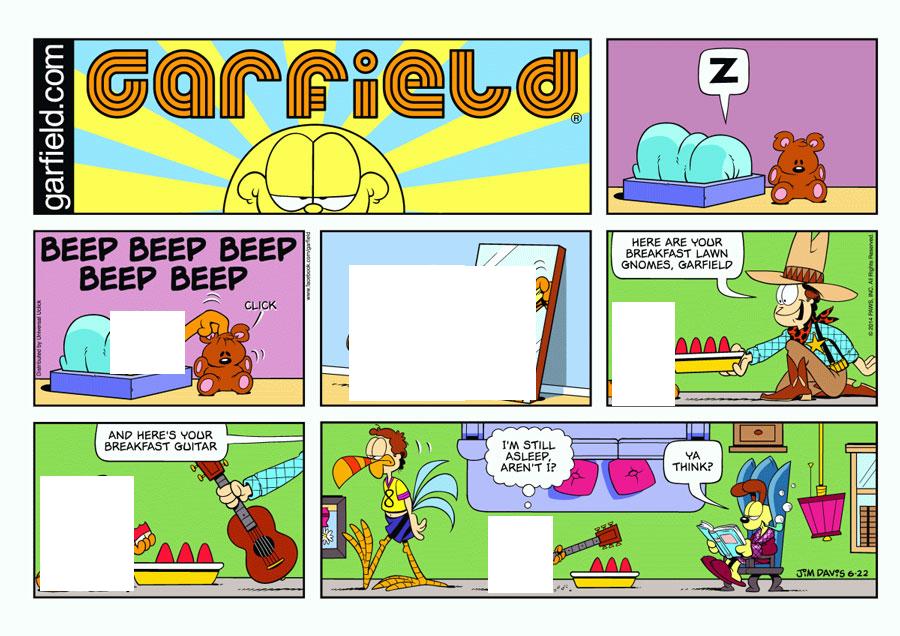 garfield.com
Garfield
®
Z
BEEP BEEP BEEP
BEEP BEEP
CLICK
Distributed by Universal Uclick
www.facebook.com/garfield
HERE ARE YOUR
BREAKFAST LAWN
GNOMES, GARFIELD
© 2014 PAWS, INC. All Rights Reserved.
AND HERE'S YOUR
BREAKFAST GUITAR
I'M STILL
ASLEEP,
AREN'T I?
YA
THINK?
8
JIM DAVIS 6-22